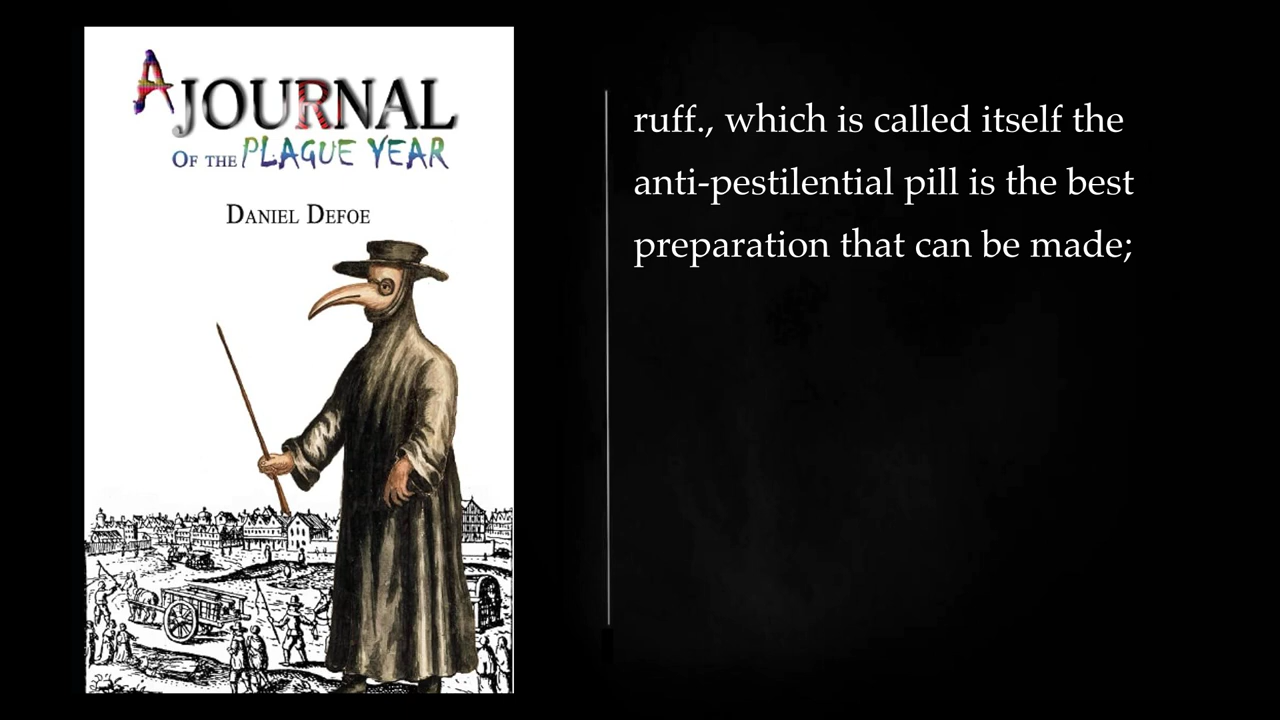 A JOURNAL
OF THE PLAGUE YEAR
DANIEL DEFOE
ruff., which is called itself the
anti-pestilential pill is the best
preparation that can be made;